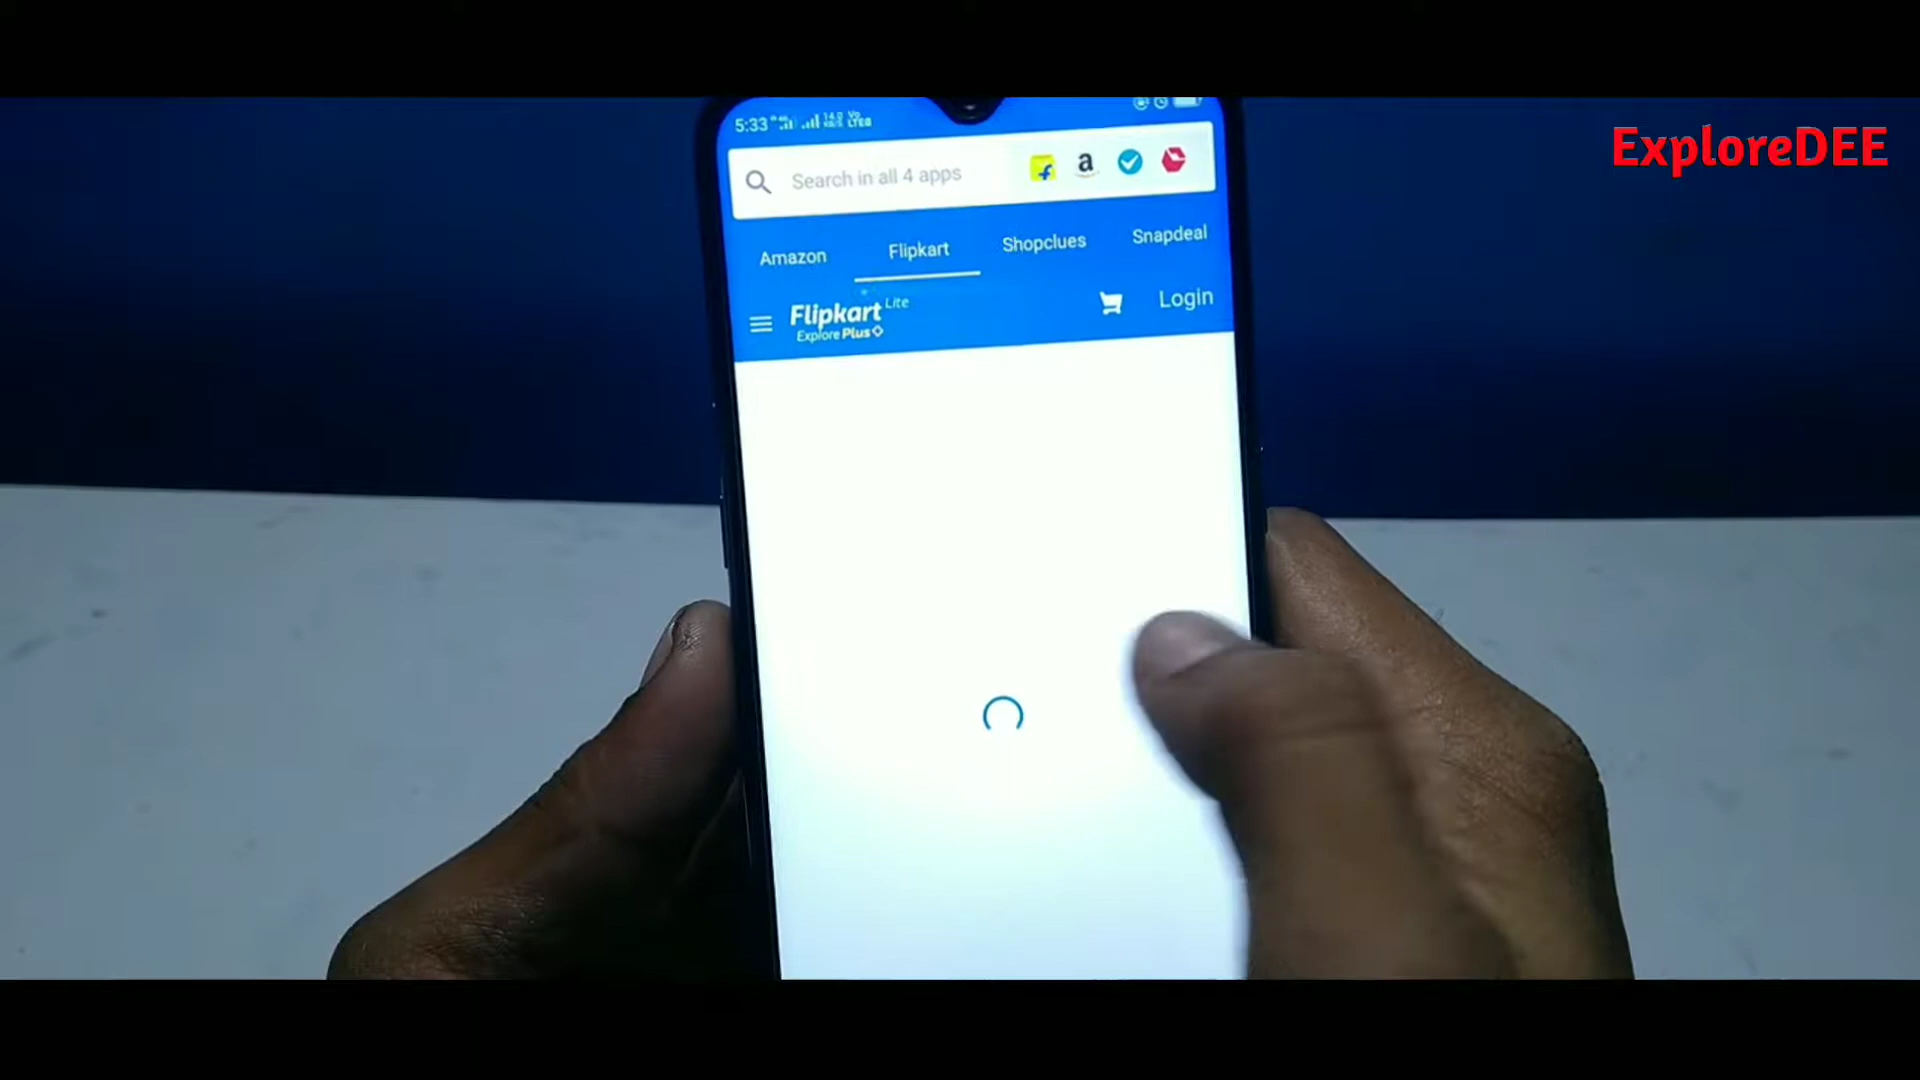 ExploreDEE
5:33
Search in all 4 apps
Amazon Flipkart Shopclues Snapdeal
Flipkart Lite
Explore Plus
Login